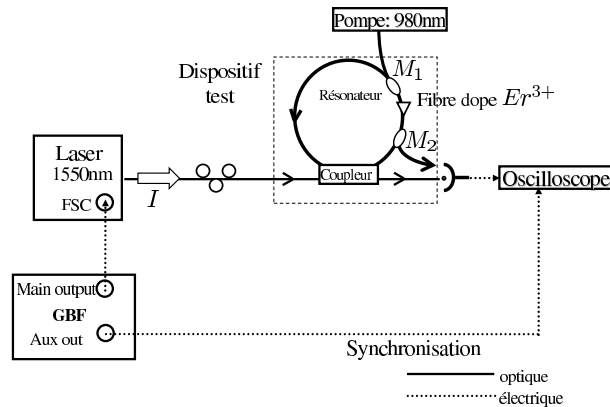 Pompe: 980nm
Dispositif
test
M₁
Résonateur
Fibre dope Er³⁺
M₂
Laser
1550nm
FSC
I
Coupleur
Oscilloscope
Main output
GBF
Aux out
Synchronisation
optique
électrique